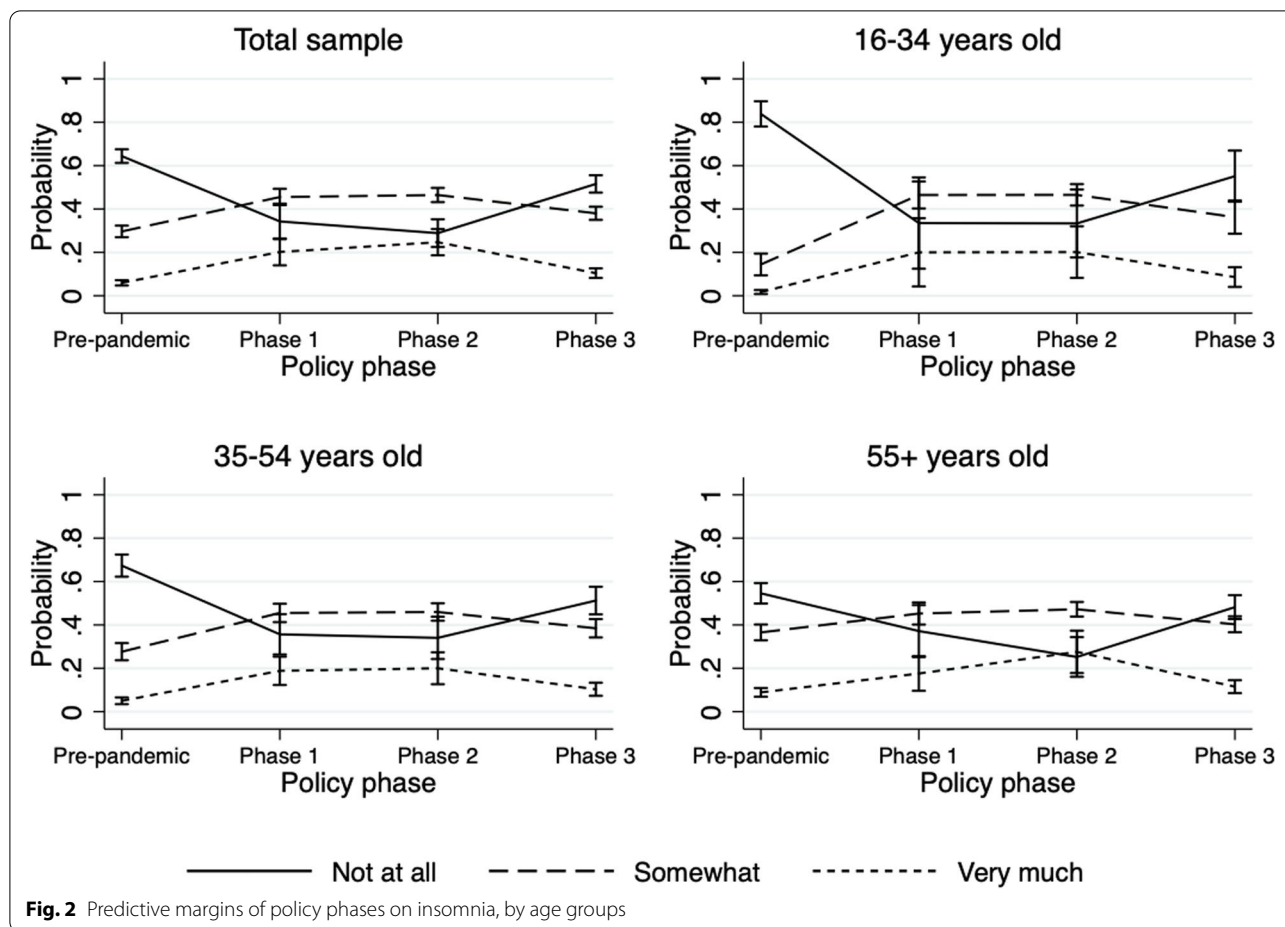 Total sample
Probability
1
.8
.6
.4
.2
0
Pre-pandemic Phase 1 Phase 2 Phase 3
Policy phase
16-34 years old
Probability
1
.8
.6
.4
.2
0
Pre-pandemic Phase 1 Phase 2 Phase 3
Policy phase
35-54 years old
Probability
1
.8
.6
.4
.2
0
Pre-pandemic Phase 1 Phase 2 Phase 3
Policy phase
55+ years old
Probability
1
.8
.6
.4
.2
0
Pre-pandemic Phase 1 Phase 2 Phase 3
Policy phase
Not at all Somewhat Very much
Fig. 2 Predictive margins of policy phases on insomnia, by age groups